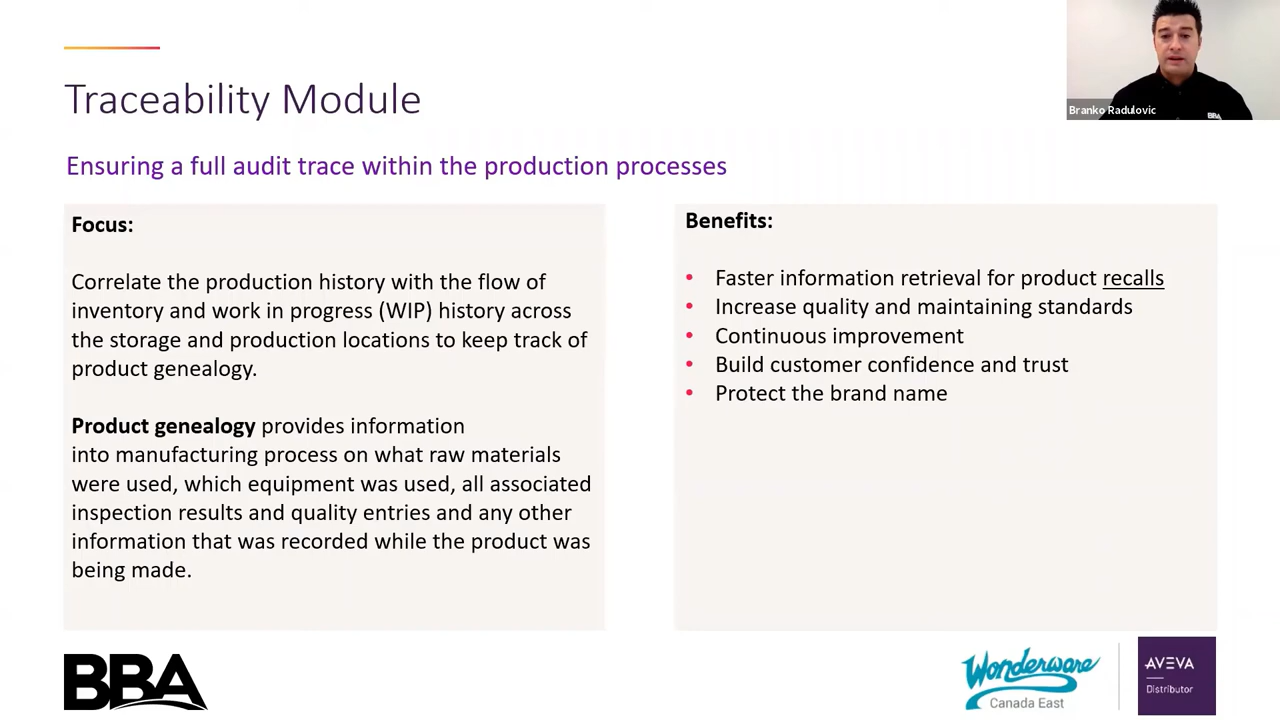 Branko Radulovic
BBA
Traceability Module
Ensuring a full audit trace within the production processes
Focus:
Correlate the production history with the flow of
inventory and work in progress (WIP) history across
the storage and production locations to keep track of
product genealogy.
Product genealogy provides information
into manufacturing process on what raw materials
were used, which equipment was used, all associated
inspection results and quality entries and any other
information that was recorded while the product was
being made.
Benefits:
• Faster information retrieval for product recalls
• Increase quality and maintaining standards
• Continuous improvement
• Build customer confidence and trust
• Protect the brand name
BBA
Wonderware
Canada East
AVEVA
Distributor